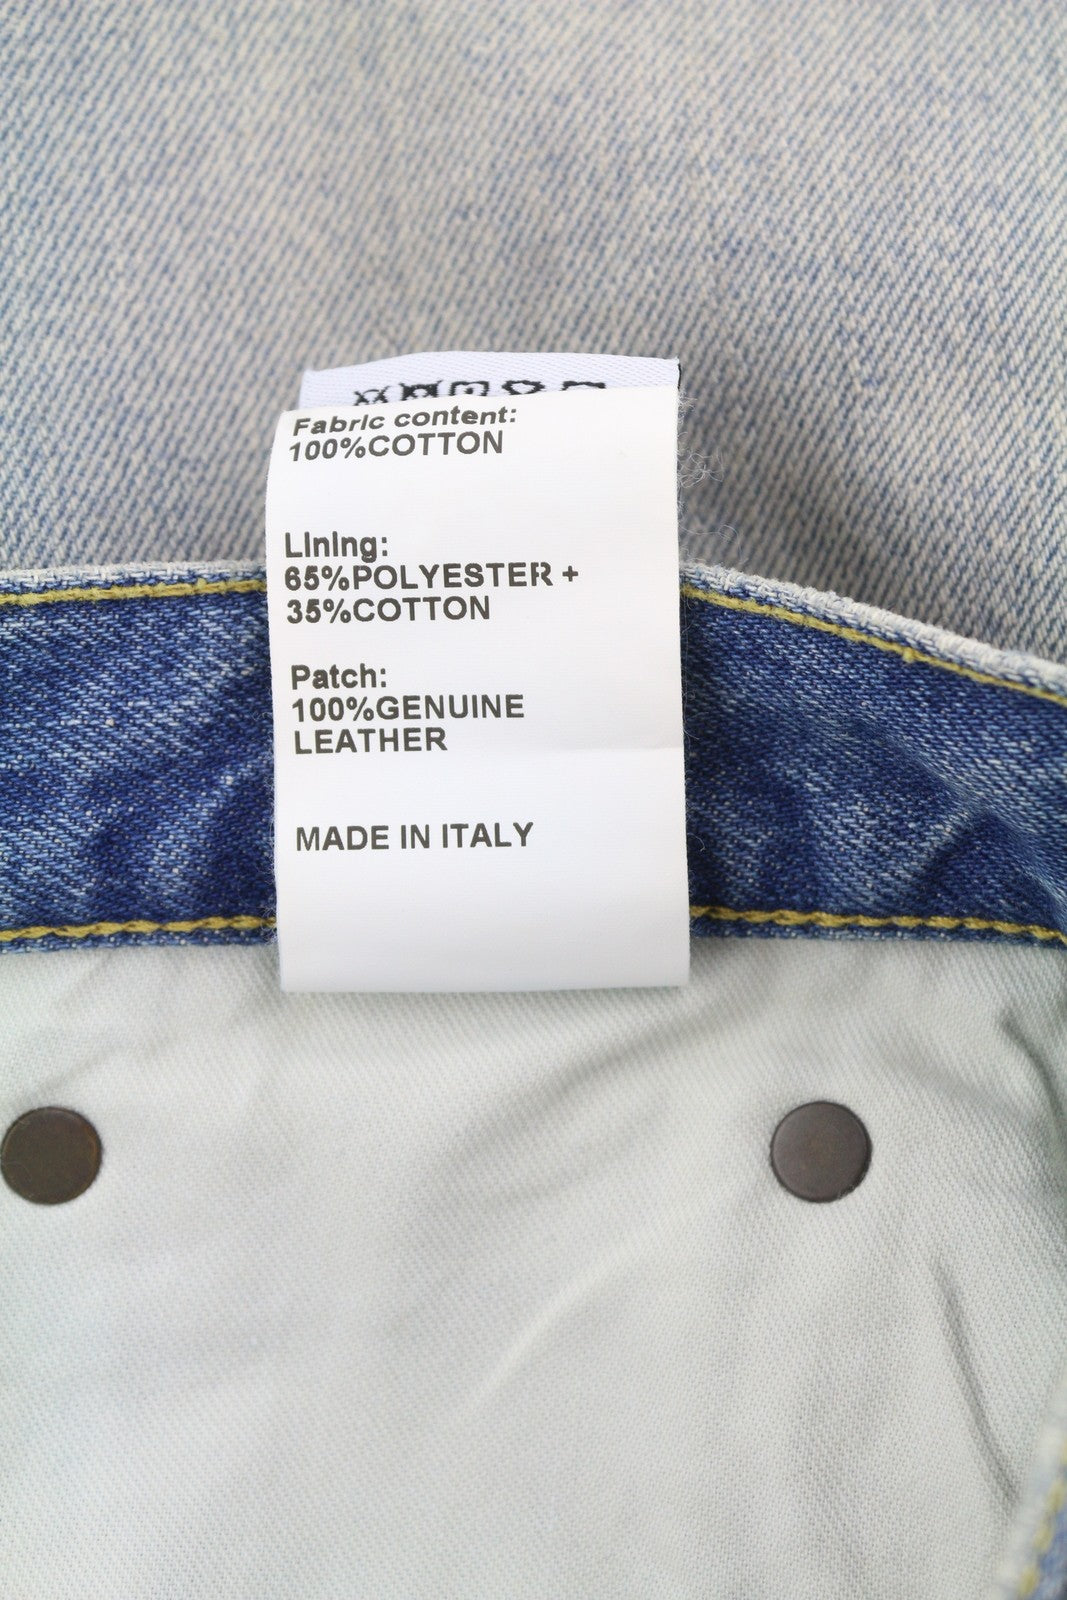 Fabric content:
100%COTTON
Lining:
65%POLYESTER +
35%COTTON
Patch:
100%GENUINE
LEATHER
MADE IN ITALY